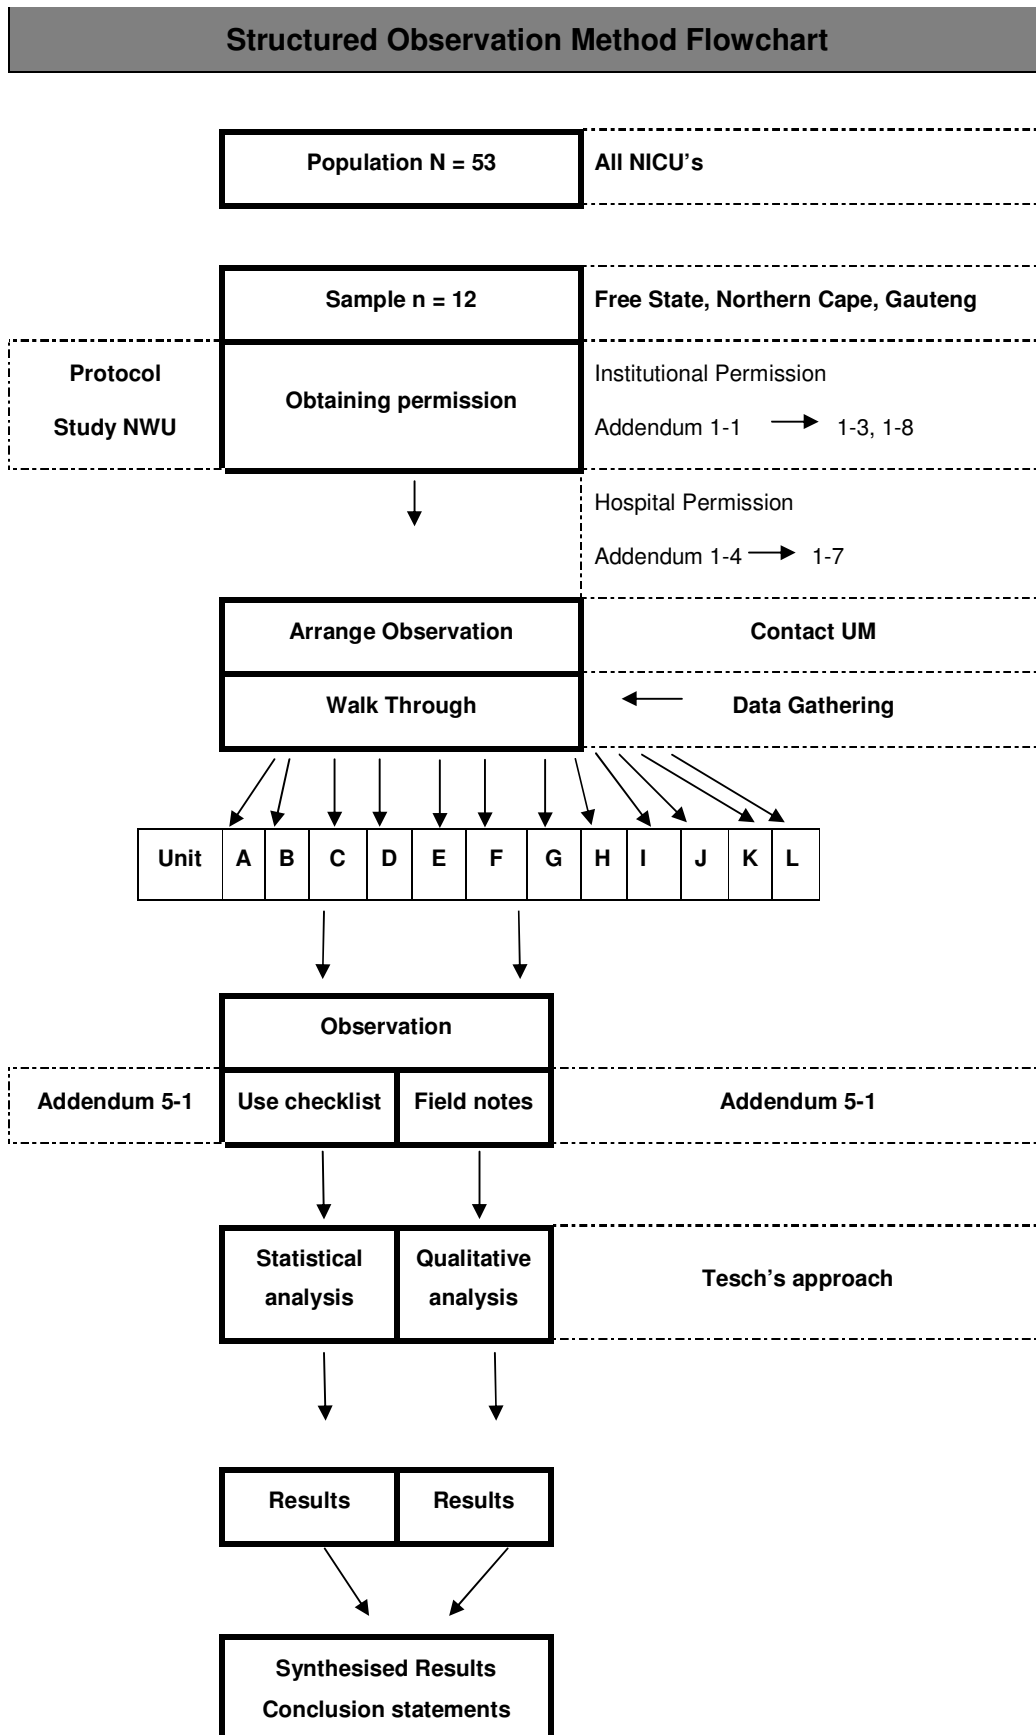 Structured Observation Method Flowchart
Population N = 53
All NICU's
Sample n = 12
Free State, Northern Cape, Gauteng
Protocol
Study NWU
Obtaining permission
Institutional Permission
Addendum 1-1 → 1-3, 1-8
Hospital Permission
Addendum 1-4 → 1-7
Arrange Observation
Contact UM
Walk Through
Data Gathering
Unit A B C D E F G H I J K L
Observation
Addendum 5-1
Use checklist
Field notes
Addendum 5-1
Statistical
analysis
Qualitative
analysis
Tesch's approach
Results
Results
Synthesised Results
Conclusion statements